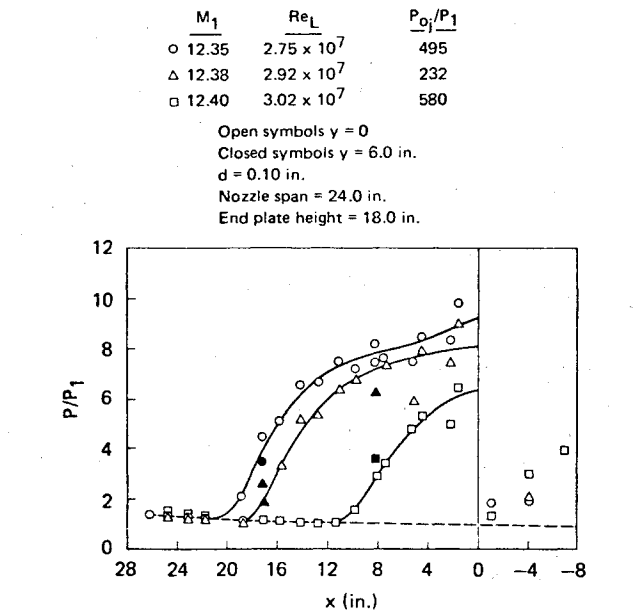 M1 ReL Poj/P1
○ 12.35 2.75 x 10^7 495
△ 12.38 2.92 x 10^7 232
□ 12.40 3.02 x 10^7 580
Open symbols y = 0
Closed symbols y = 6.0 in.
d = 0.10 in.
Nozzle span = 24.0 in.
End plate height = 18.0 in.
12
10
8
6
4
2
0
P/P1
28 24 20 16 12 8 4 0 −4 −8
x (in.)